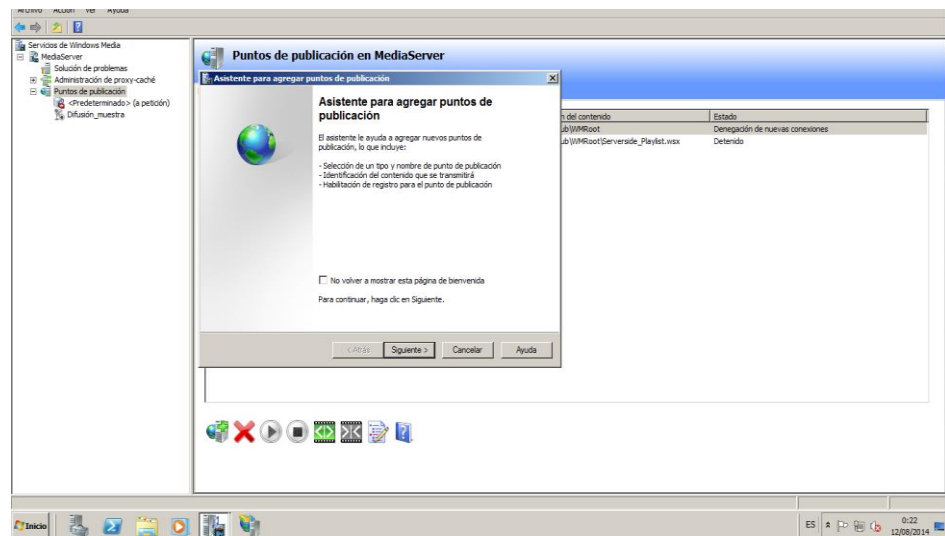 Archivo Acción Ver Ayuda
Servicios de Windows Media
MediaServer
Solución de problemas
Administración de proxy-caché
Puntos de publicación
<Predeterminado> (a petición)
Difusión_muestra
Puntos de publicación en MediaServer
Asistente para agregar puntos de publicación
Asistente para agregar puntos de
publicación
El asistente le ayuda a agregar nuevos puntos de
publicación, lo que incluye:
- Selección de un tipo y nombre de punto de publicación
- Identificación del contenido que se transmitirá
- Habilitación de registro para el punto de publicación
No volver a mostrar esta página de bienvenida
Para continuar, haga clic en Siguiente.
< Atrás Siguiente > Cancelar Ayuda
n del contenido Estado
ub\WMRoot Denegación de nuevas conexiones
ub\WMRoot\Serverside_Playlist.wsx Detenido
Inicio
ES 0:22
12/08/2014